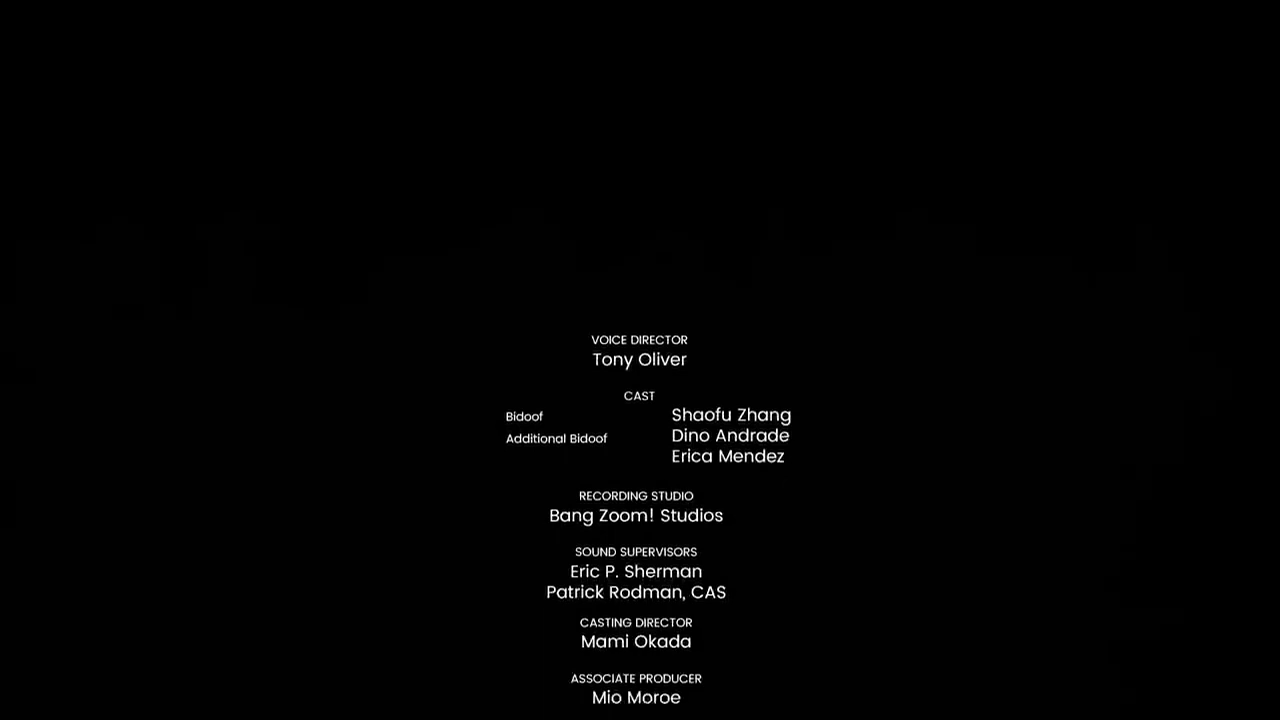 VOICE DIRECTOR
Tony Oliver
CAST
Bidoof Shaofu Zhang
Additional Bidoof Dino Andrade
Erica Mendez
RECORDING STUDIO
Bang Zoom! Studios
SOUND SUPERVISORS
Eric P. Sherman
Patrick Rodman, CAS
CASTING DIRECTOR
Mami Okada
ASSOCIATE PRODUCER
Mio Moroe